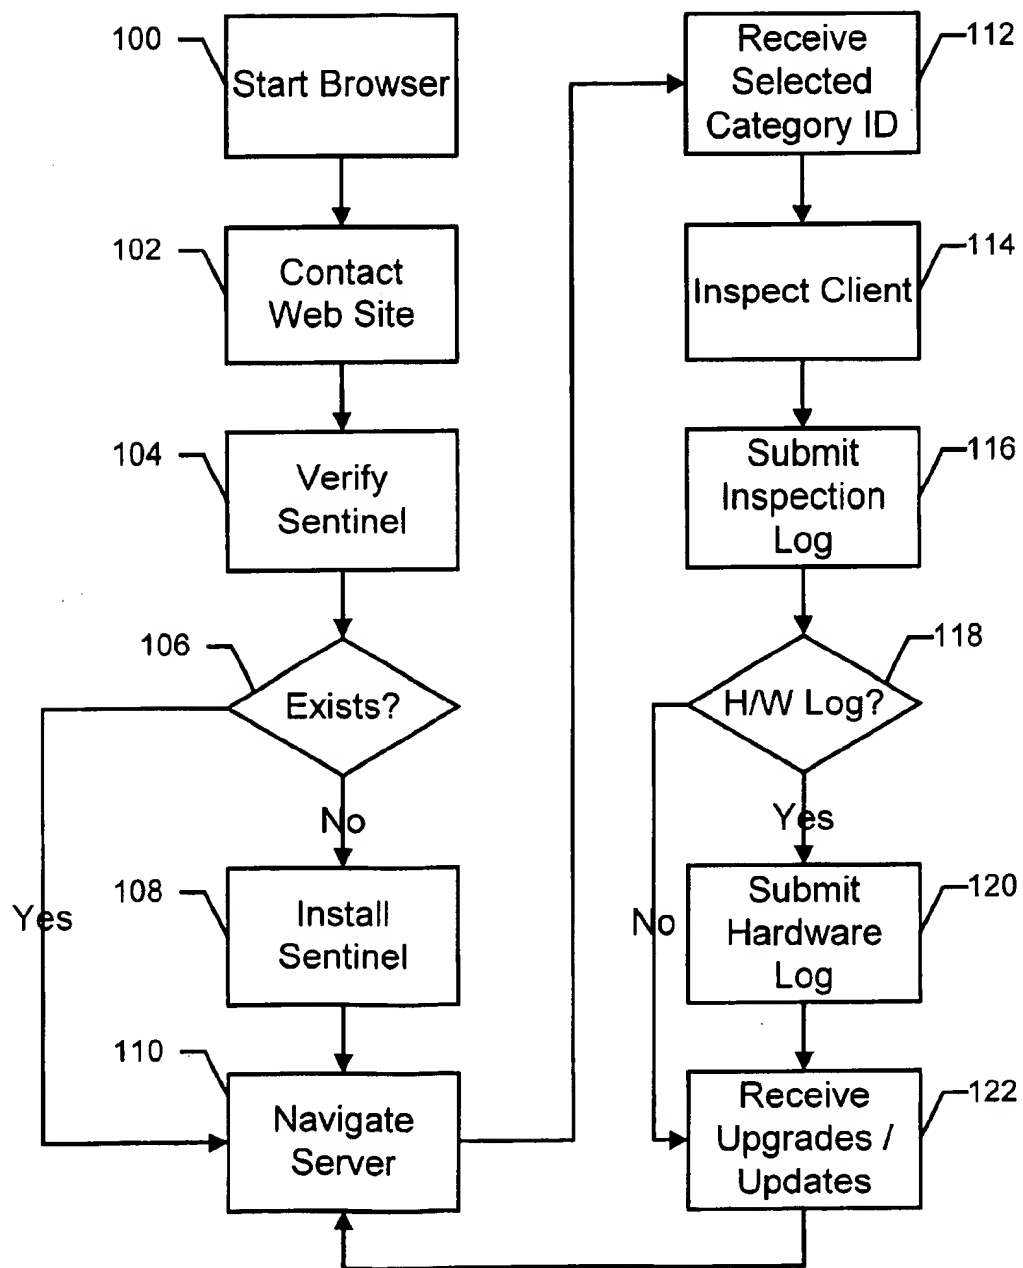 100
Start Browser
102
Contact
Web Site
104
Verify
Sentinel
106
Exists?
No
Yes
108
Install
Sentinel
110
Navigate
Server
112
Receive
Selected
Category ID
114
Inspect Client
116
Submit
Inspection
Log
118
H/W Log?
Yes
No
120
Submit
Hardware
Log
122
Receive
Upgrades /
Updates